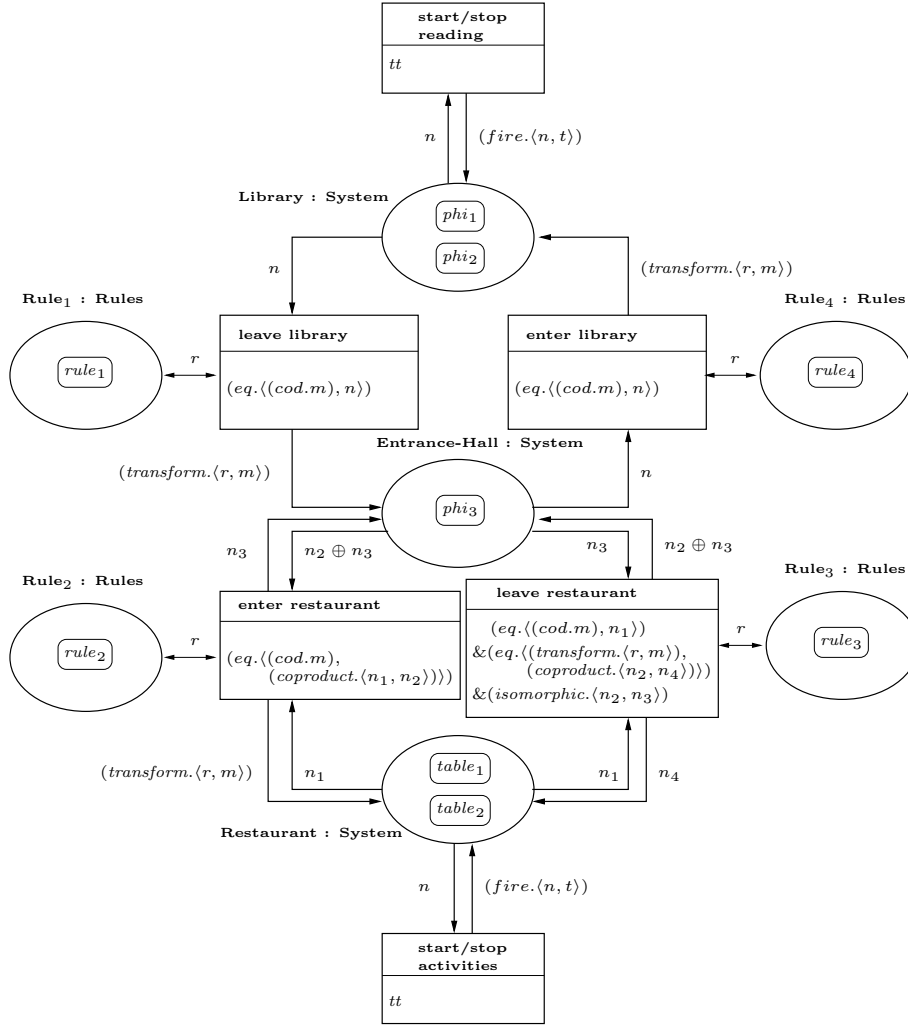 start/stop
reading
tt
n
(fire.⟨n, t⟩)
Library : System
phi₁
phi₂
n
(transform.⟨r, m⟩)
Rule₁ : Rules
Rule₄ : Rules
leave library
enter library
rule₁
r
(eq.⟨(cod.m), n⟩)
(eq.⟨(cod.m), n⟩)
r
rule₄
Entrance-Hall : System
(transform.⟨r, m⟩)
n
phi₃
n₃
n₂ ⊕ n₃
n₃
n₂ ⊕ n₃
Rule₂ : Rules
Rule₃ : Rules
enter restaurant
leave restaurant
rule₂
r
(eq.⟨(cod.m),
(coproduct.⟨n₁, n₂⟩)⟩)
(eq.⟨(cod.m), n₁⟩)
&(eq.⟨(transform.⟨r, m⟩),
(coproduct.⟨n₂, n₄⟩)⟩)
&(isomorphic.⟨n₂, n₃⟩)
r
rule₃
(transform.⟨r, m⟩)
n₁
table₁
table₂
n₁
n₄
Restaurant : System
n
(fire.⟨n, t⟩)
start/stop
activities
tt